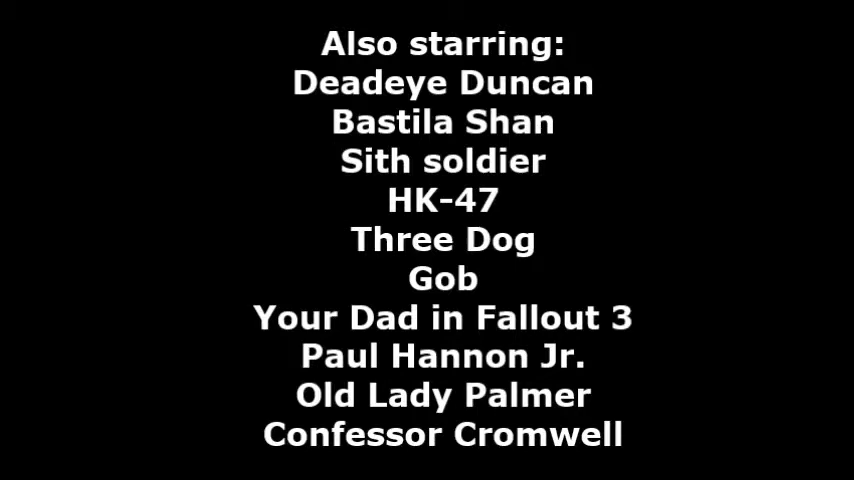 Also starring:
Deadeye Duncan
Bastila Shan
Sith soldier
HK-47
Three Dog
Gob
Your Dad in Fallout 3
Paul Hannon Jr.
Old Lady Palmer
Confessor Cromwell